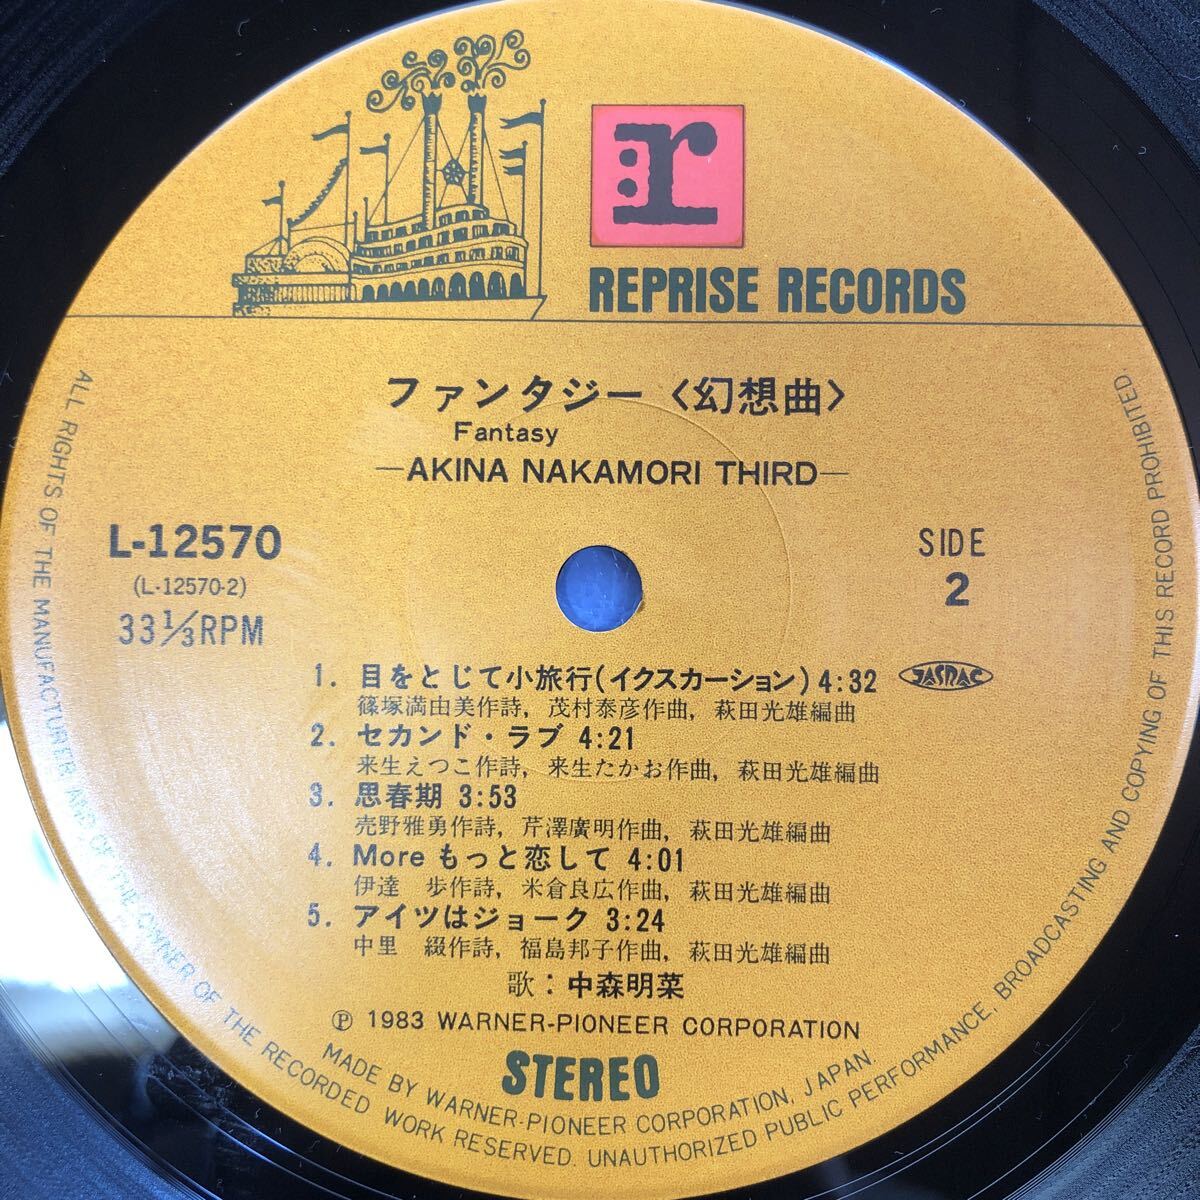 r
REPRISE RECORDS
ファンタジー〈幻想曲〉
Fantasy
—AKINA NAKAMORI THIRD—
L-12570
(L-12570-2)
33 1/3 RPM
SIDE
2
1. 目をとじて小旅行(イクスカーション) 4:32 JASRAC
篠塚満由美作詩, 茂村泰彦作曲, 萩田光雄編曲
2. セカンド・ラブ 4:21
来生えつこ作詩, 来生たかお作曲, 萩田光雄編曲
3. 思春期 3:53
売野雅勇作詩, 芹澤廣明作曲, 萩田光雄編曲
4. More もっと恋して 4:01
伊達 歩作詩, 米倉良広作曲, 萩田光雄編曲
5. アイツはジョーク 3:24
中里 綴作詩, 福島邦子作曲, 萩田光雄編曲
歌：中森明菜
Ⓟ 1983 WARNER-PIONEER CORPORATION
STEREO
MADE BY WARNER-PIONEER CORPORATION, JAPAN.
ALL RIGHTS OF THE MANUFACTURER AND OF THE OWNER OF THE RECORDED WORK RESERVED. UNAUTHORIZED PUBLIC PERFORMANCE, BROADCASTING AND COPYING OF THIS RECORD PROHIBITED.